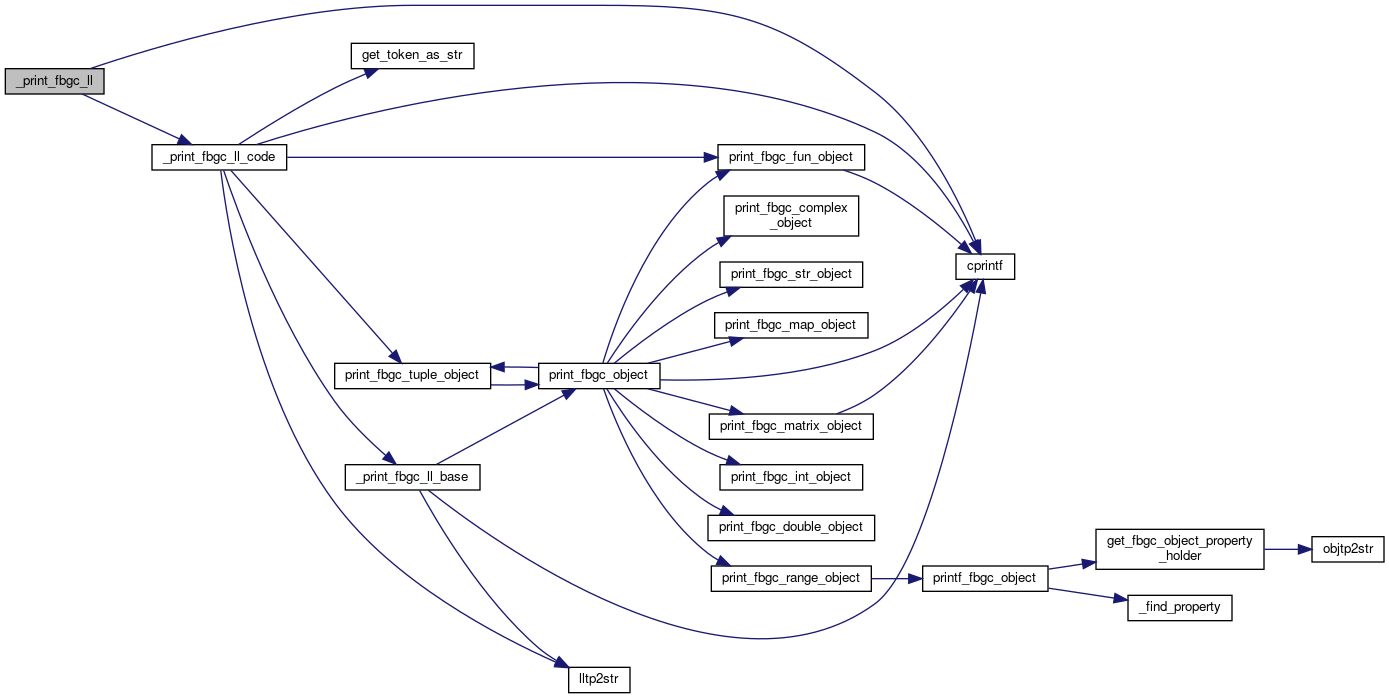 _print_fbgc_ll
get_token_as_str
_print_fbgc_ll_code
print_fbgc_fun_object
print_fbgc_complex
_object
print_fbgc_str_object
cprintf
print_fbgc_map_object
print_fbgc_tuple_object
print_fbgc_object
print_fbgc_matrix_object
_print_fbgc_ll_base
print_fbgc_int_object
print_fbgc_double_object
print_fbgc_range_object
printf_fbgc_object
get_fbgc_object_property
_holder
objtp2str
_find_property
lltp2str